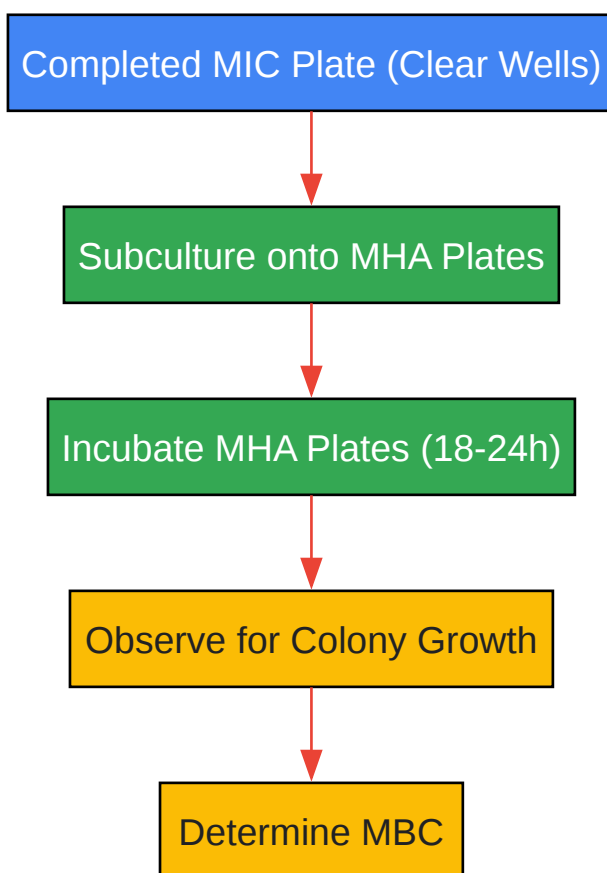 Completed MIC Plate (Clear Wells)
Subculture onto MHA Plates
Incubate MHA Plates (18-24h)
Observe for Colony Growth
Determine MBC